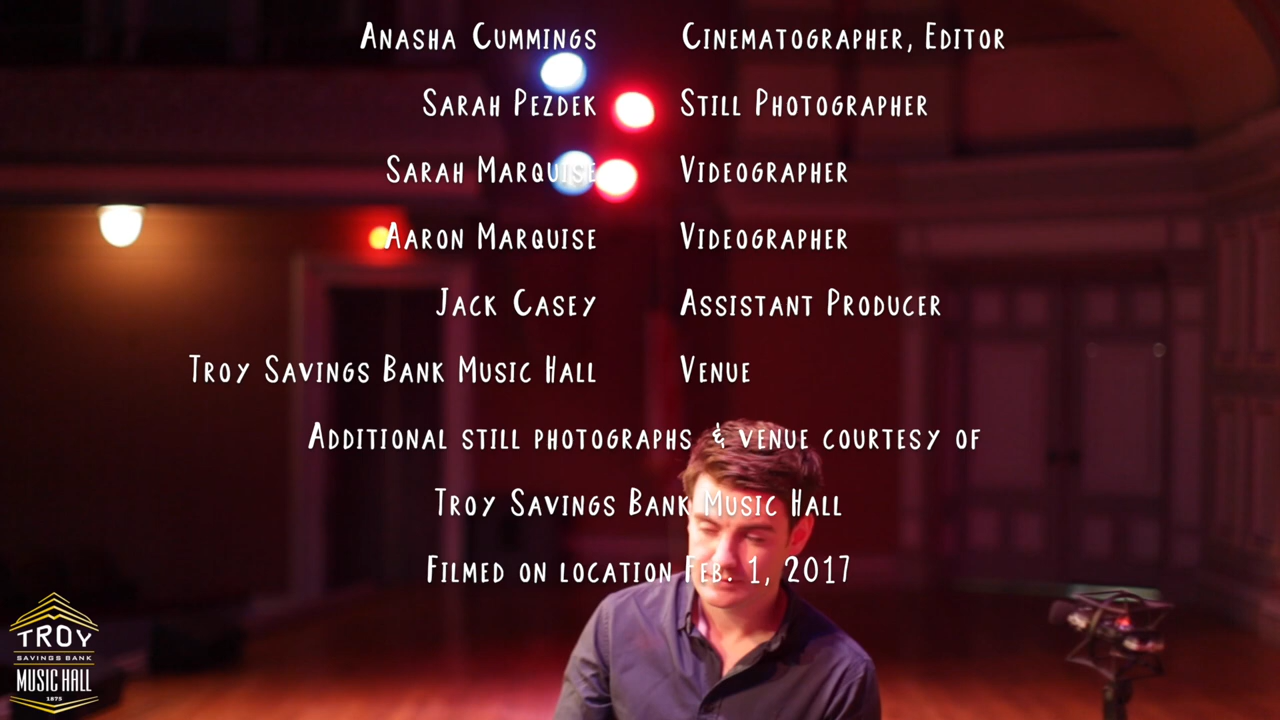 Anasha Cummings Cinematographer, Editor
Sarah Pezdek Still Photographer
Sarah Marquise Videographer
Aaron Marquise Videographer
Jack Casey Assistant Producer
Troy Savings Bank Music Hall Venue
Additional still photographs & venue courtesy of
Troy Savings Bank Music Hall
Filmed on location Feb. 1, 2017
TROY
SAVINGS BANK
MUSIC HALL
1875